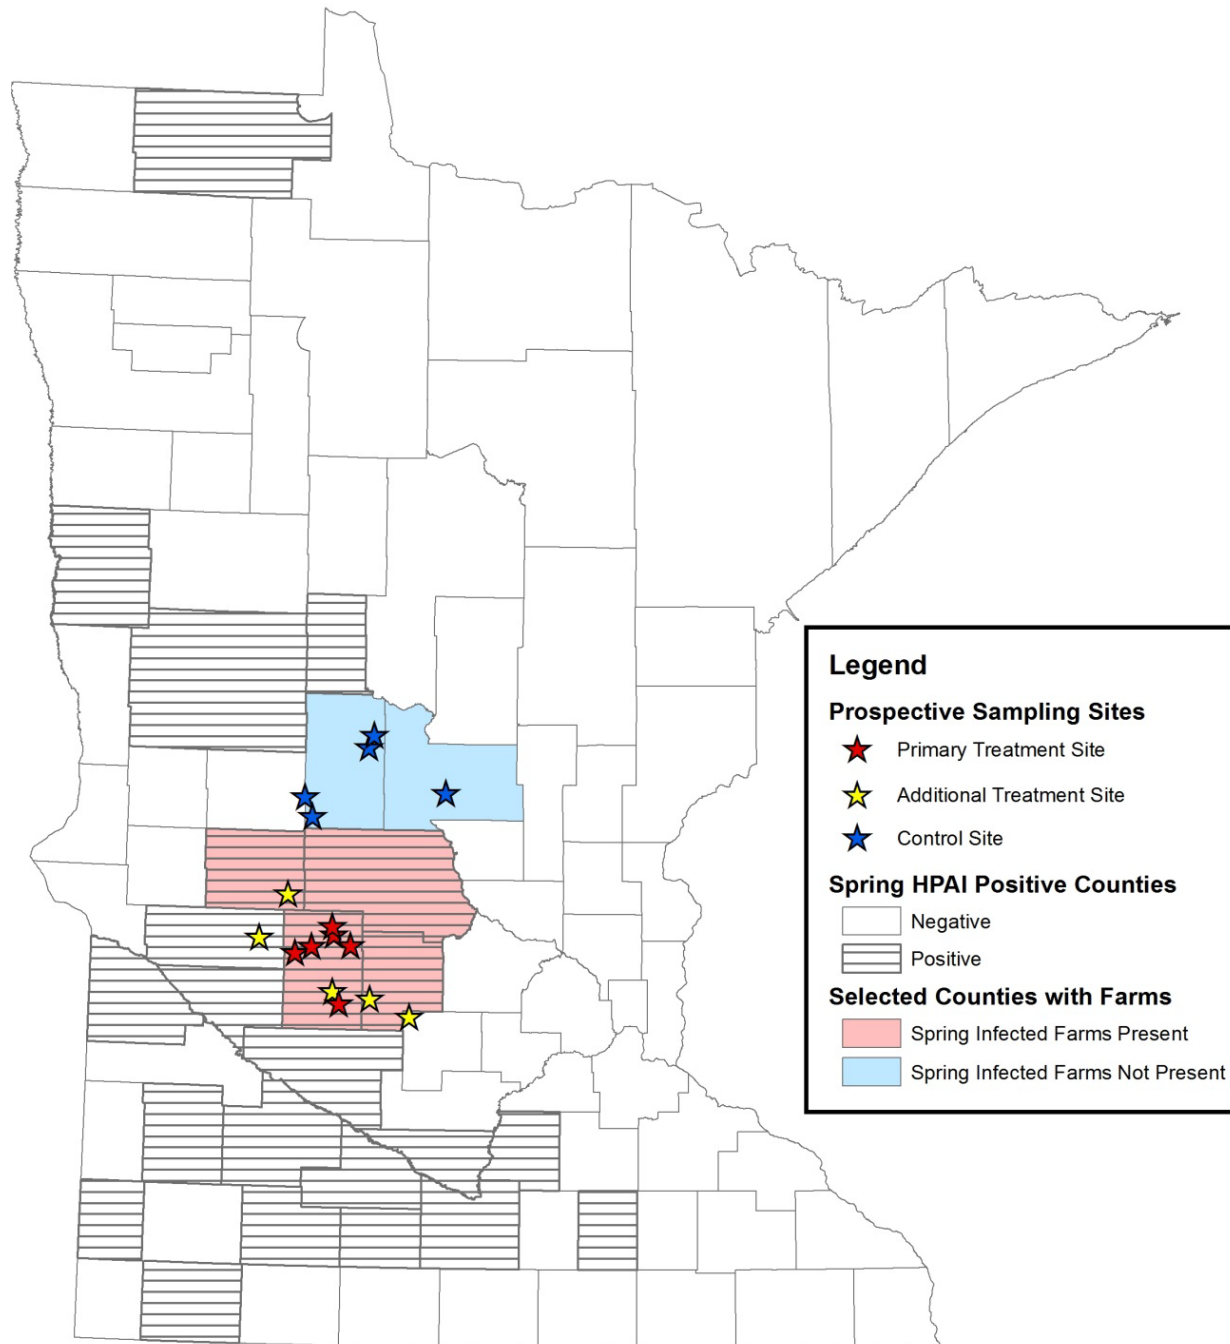 Legend
Prospective Sampling Sites
Primary Treatment Site
Additional Treatment Site
Control Site
Spring HPAI Positive Counties
Negative
Positive
Selected Counties with Farms
Spring Infected Farms Present
Spring Infected Farms Not Present